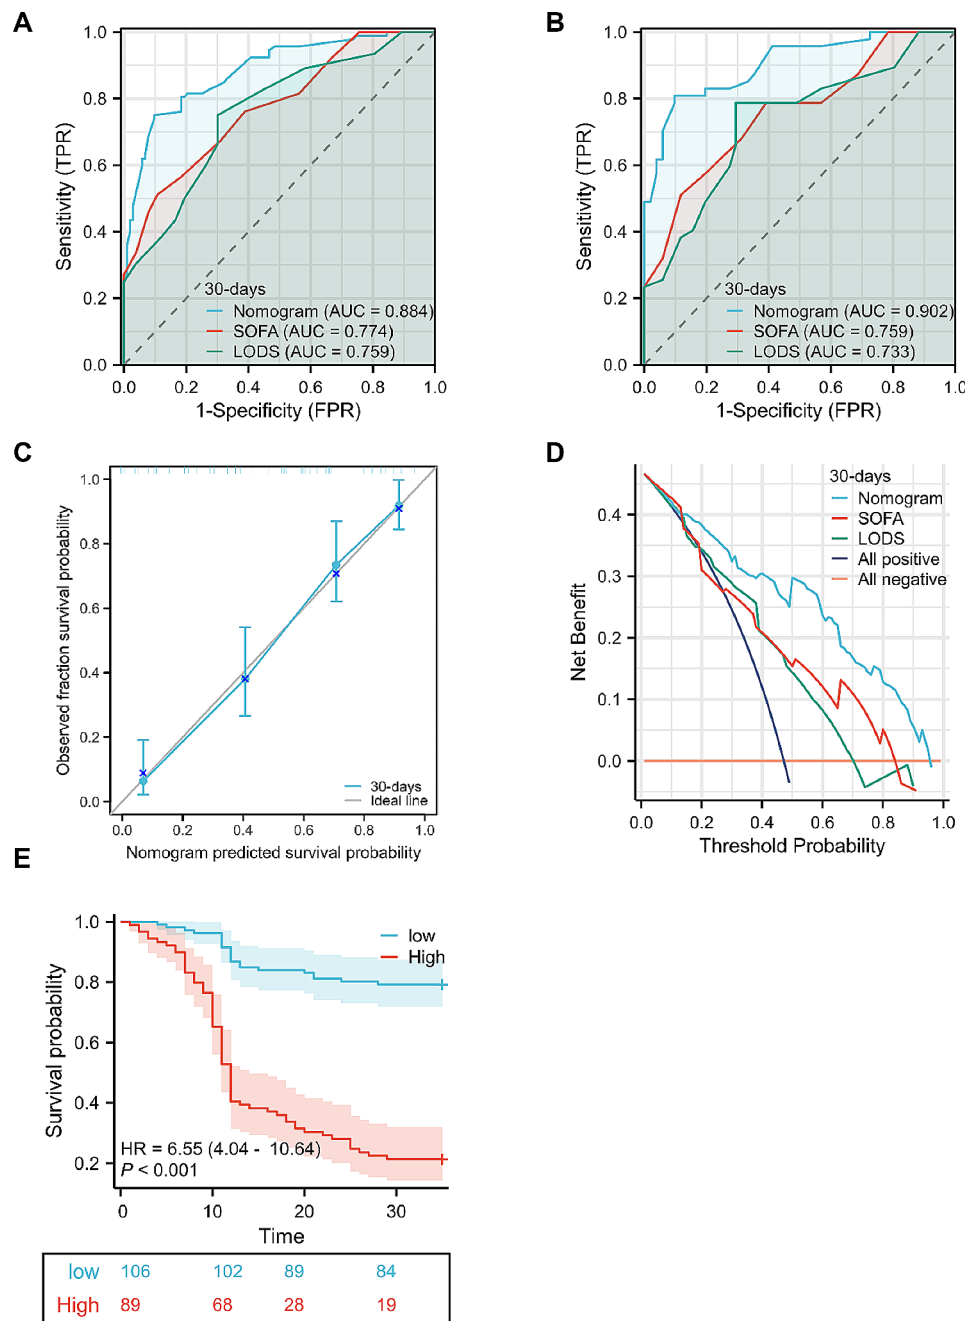 A
1.0
0.8
0.6
0.4
0.2
0.0
Sensitivity (TPR)
30-days
Nomogram (AUC = 0.884)
SOFA (AUC = 0.774)
LODS (AUC = 0.759)
0.0 0.2 0.4 0.6 0.8 1.0
1-Specificity (FPR)
B
1.0
0.8
0.6
0.4
0.2
0.0
Sensitivity (TPR)
30-days
Nomogram (AUC = 0.902)
SOFA (AUC = 0.759)
LODS (AUC = 0.733)
0.0 0.2 0.4 0.6 0.8 1.0
1-Specificity (FPR)
C
1.0
0.8
0.6
0.4
0.2
0.0
Observed fraction survival probability
30-days
Ideal line
0.0 0.2 0.4 0.6 0.8 1.0
Nomogram predicted survival probability
D
0.4
0.3
0.2
0.1
0.0
Net Benefit
30-days
Nomogram
SOFA
LODS
All positive
All negative
0.0 0.2 0.4 0.6 0.8 1.0
Threshold Probability
E
1.0
0.8
0.6
0.4
0.2
Survival probability
low
High
HR = 6.55 (4.04 - 10.64)
P < 0.001
0 10 20 30
Time
low 106 102 89 84
High 89 68 28 19